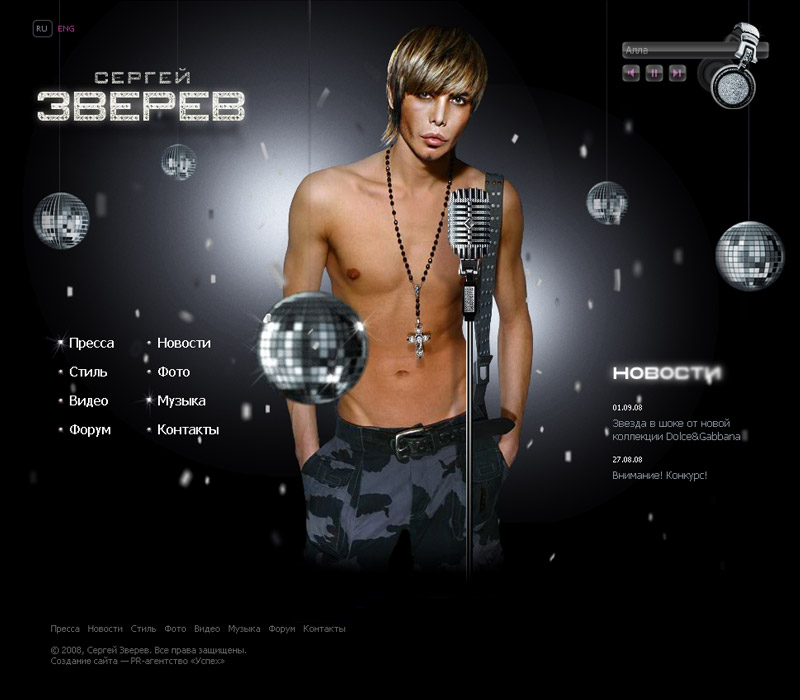 RU ENG
СЕРГЕЙ
ЗВЕРЕВ
Алла
Пресса
Новости
Стиль
Фото
Видео
Музыка
Форум
Контакты
НОВОСТИ
01.09.08
Звезда в шоке от новой
коллекции Dolce&Gabbana
27.08.08
Внимание! Конкурс!
Пресса Новости Стиль Фото Видео Музыка Форум Контакты
© 2008, Сергей Зверев. Все права защищены.
Создание сайта — PR-агентство «Успех»